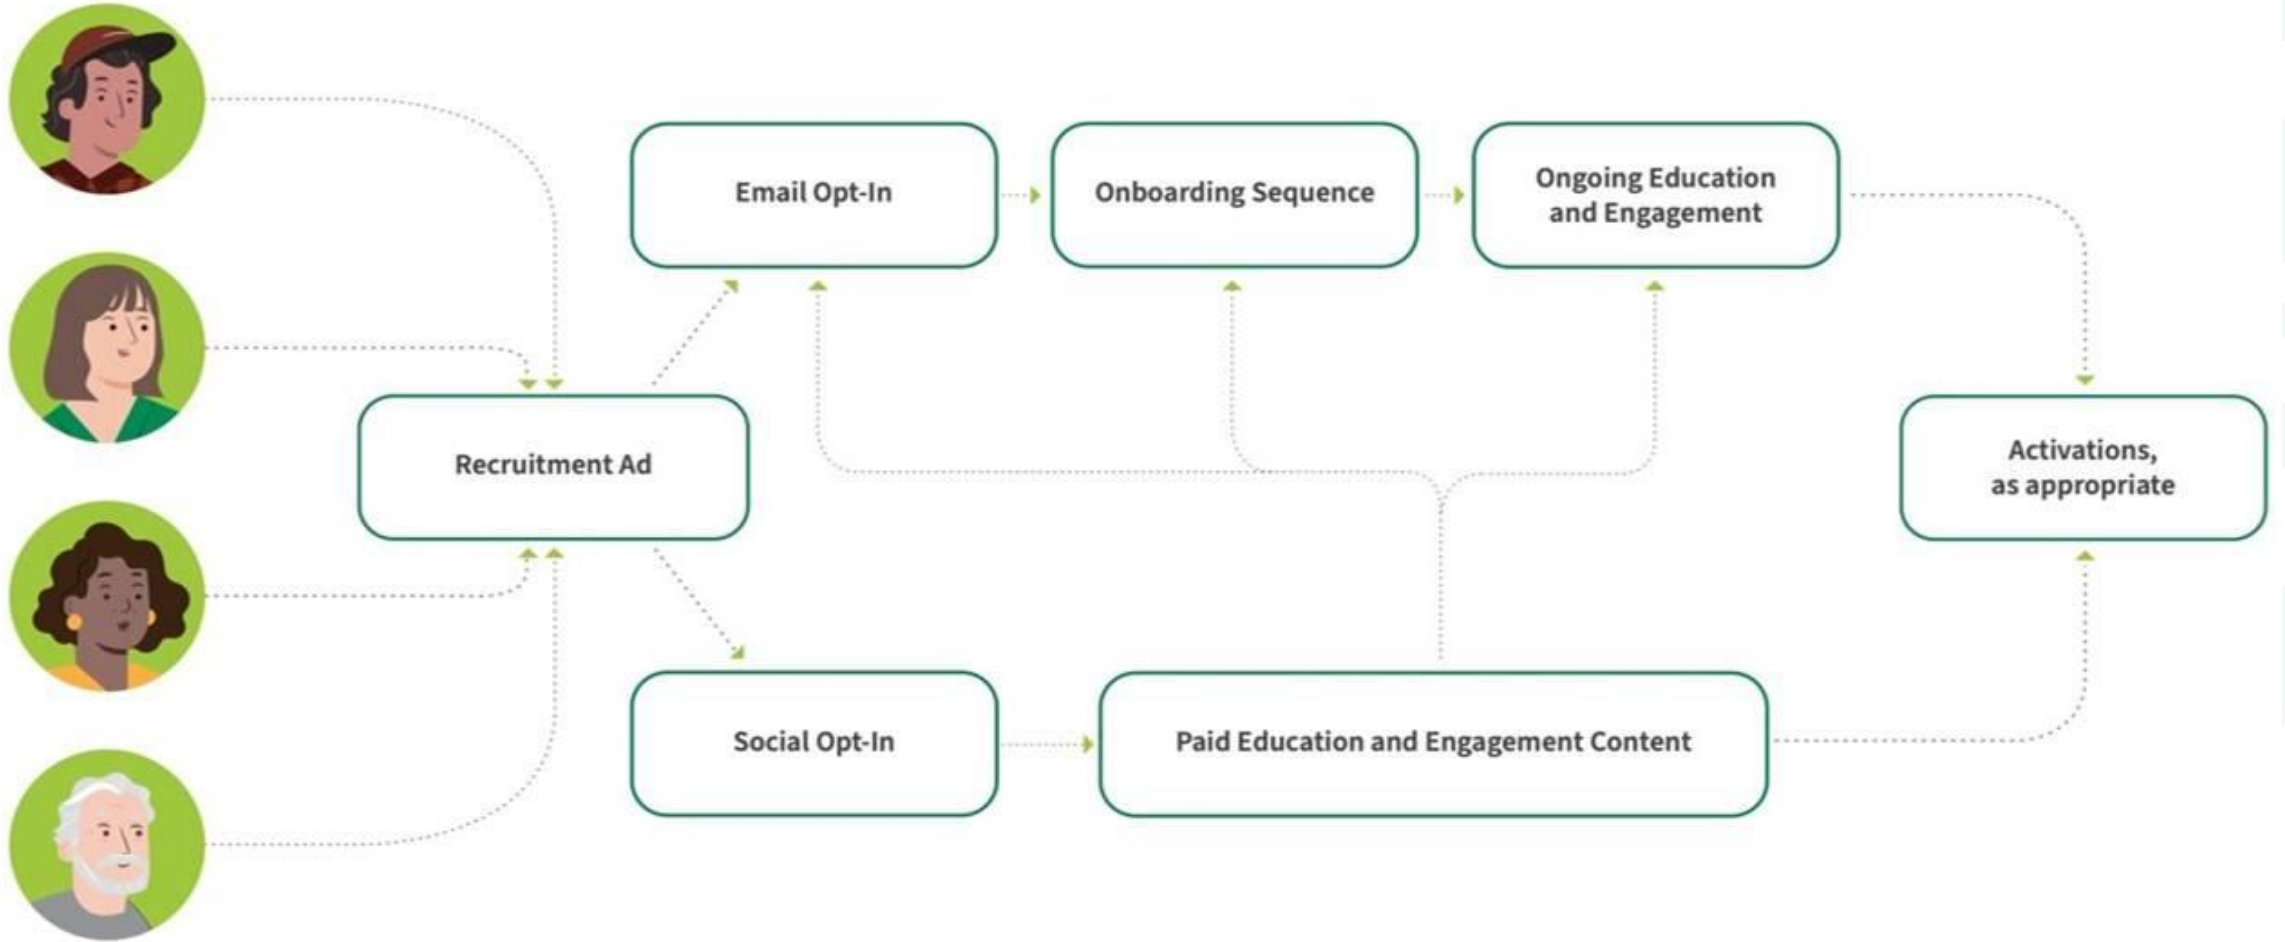 Email Opt-In
Onboarding Sequence
Ongoing Education
and Engagement
Recruitment Ad
Activations,
as appropriate
Social Opt-In
Paid Education and Engagement Content